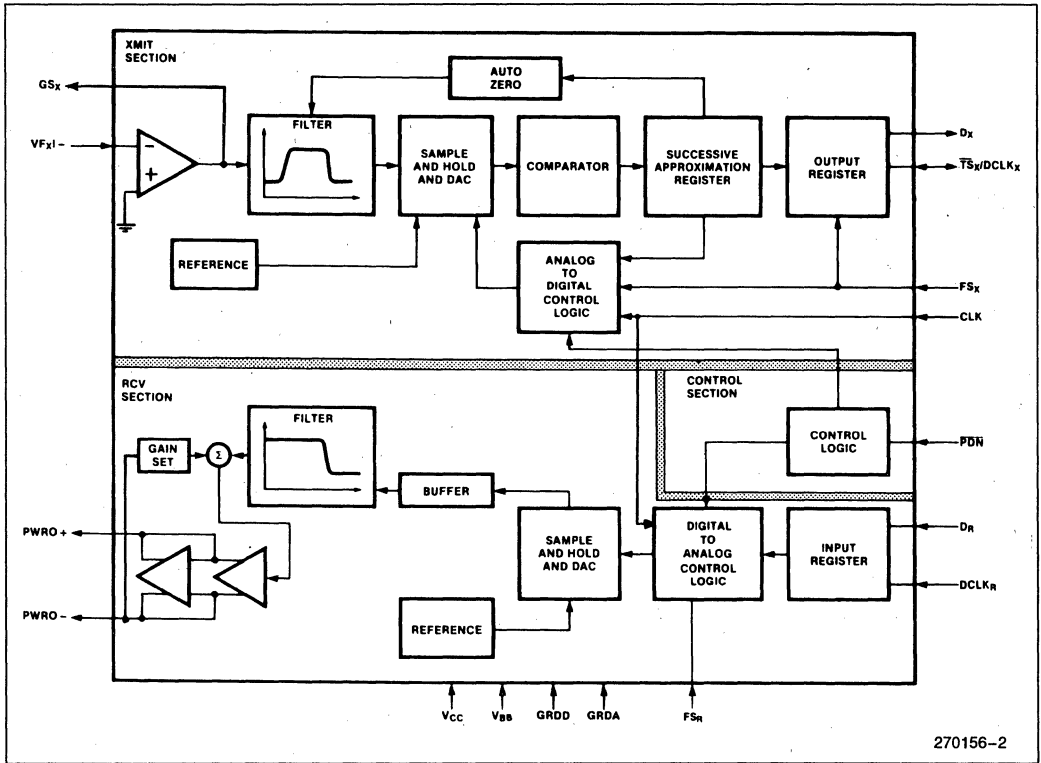 XMIT
SECTION
AUTO
ZERO
GSX
FILTER
VFXI −
−
+
SAMPLE
AND HOLD
AND DAC
COMPARATOR
SUCCESSIVE
APPROXIMATION
REGISTER
OUTPUT
REGISTER
DX
TSX/DCLKX
REFERENCE
ANALOG
TO
DIGITAL
CONTROL
LOGIC
FSX
CLK
RCV
SECTION
CONTROL
SECTION
FILTER
GAIN
SET
Σ
CONTROL
LOGIC
PDN
BUFFER
PWRO +
PWRO −
SAMPLE
AND HOLD
AND DAC
DIGITAL
TO
ANALOG
CONTROL
LOGIC
INPUT
REGISTER
DR
DCLKR
REFERENCE
VCC
VBB
GRDD
GRDA
FSR
270156–2